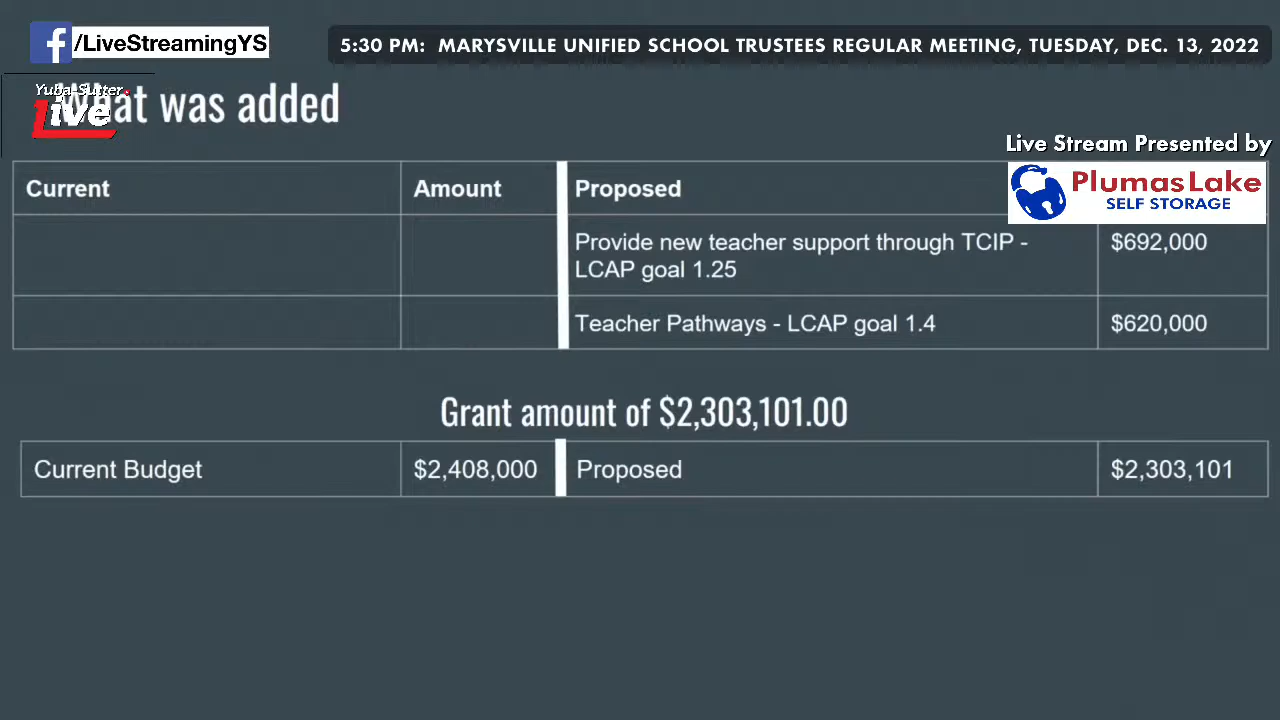 /LiveStreamingYS
5:30 PM: MARYSVILLE UNIFIED SCHOOL TRUSTEES REGULAR MEETING, TUESDAY, DEC. 13, 2022
Yuba-Sutter
Live
What was added
Live Stream Presented by
Plumas Lake
SELF STORAGE
Current Amount Proposed
Provide new teacher support through TCIP - $692,000
LCAP goal 1.25
Teacher Pathways - LCAP goal 1.4 $620,000
Grant amount of $2,303,101.00
Current Budget $2,408,000 Proposed $2,303,101